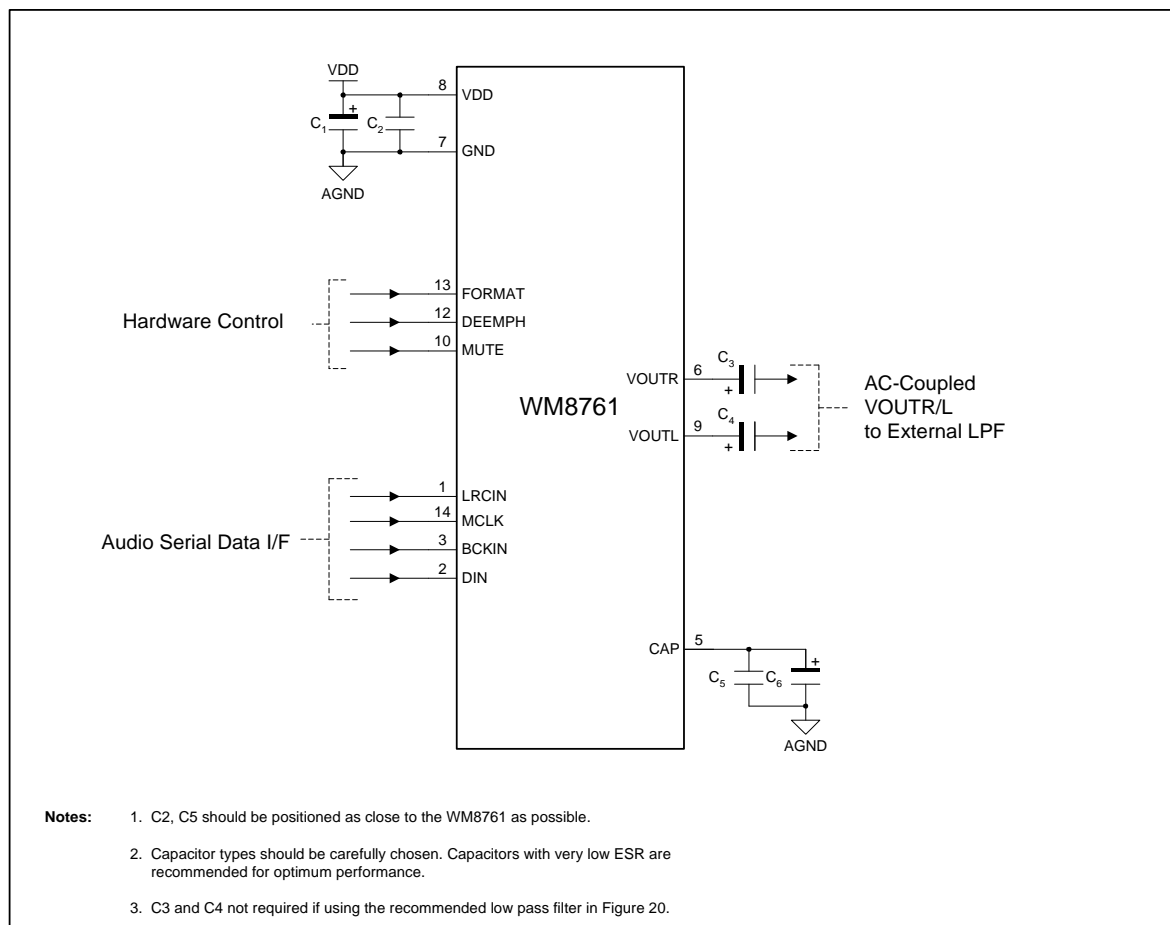 VDD
8 VDD
+
C1 C2
7 GND
AGND
13 FORMAT
Hardware Control
12 DEEMPH
10 MUTE
WM8761
VOUTR 6
C3
+
VOUTL 9
C4
+
AC-Coupled
VOUTR/L
to External LPF
1 LRCIN
14 MCLK
Audio Serial Data I/F
3 BCKIN
2 DIN
CAP 5
+
C5 C6
AGND
Notes: 1. C2, C5 should be positioned as close to the WM8761 as possible.
2. Capacitor types should be carefully chosen. Capacitors with very low ESR are
recommended for optimum performance.
3. C3 and C4 not required if using the recommended low pass filter in Figure 20.